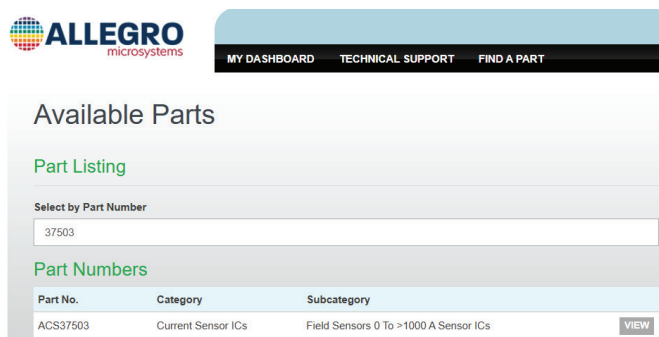 ALLEGRO
microsystems
MY DASHBOARD TECHNICAL SUPPORT FIND A PART
Available Parts
Part Listing
Select by Part Number
37503
Part Numbers
Part No. Category Subcategory
ACS37503 Current Sensor ICs Field Sensors 0 To >1000 A Sensor ICs VIEW